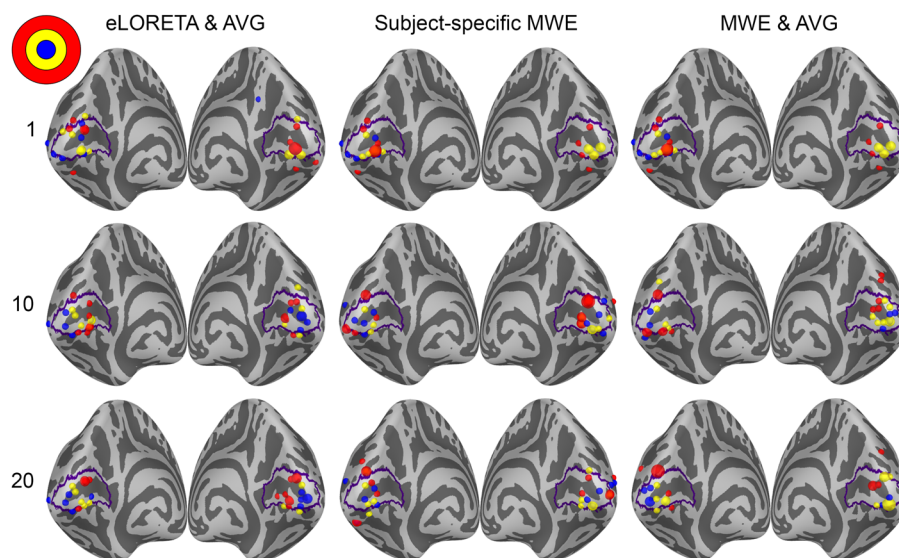 eLORETA & AVG
Subject-specific MWE
MWE & AVG
1
10
20